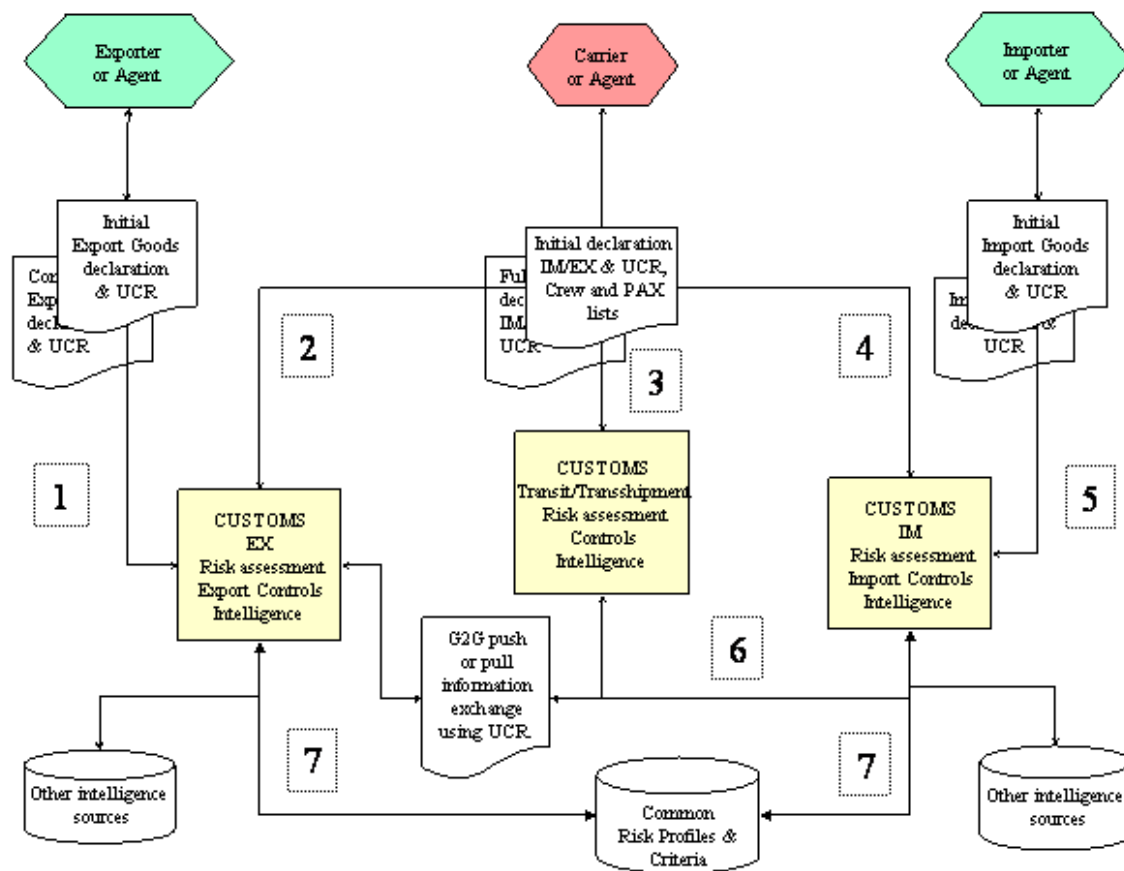 Exporter
or Agent
Carrier
or Agent
Importer
or Agent
Initial
Export Goods
declaration
& UCR
& UCR
Initial declaration
IM/EX & UCR,
Crew and PAX
lists
UCR
Initial
Import Goods
declaration
& UCR
&
UCR
2
4
3
1
5
CUSTOMS
EX
Risk assessment
Export Controls
Intelligence
CUSTOMS
Transit/Transshipment
Risk assessment
Controls
Intelligence
CUSTOMS
IM
Risk assessment
Import Controls
Intelligence
G2G push
or pull
information
exchange
using UCR
6
7
7
Other intelligence
sources
Common
Risk Profiles &
Criteria
Other intelligence
sources